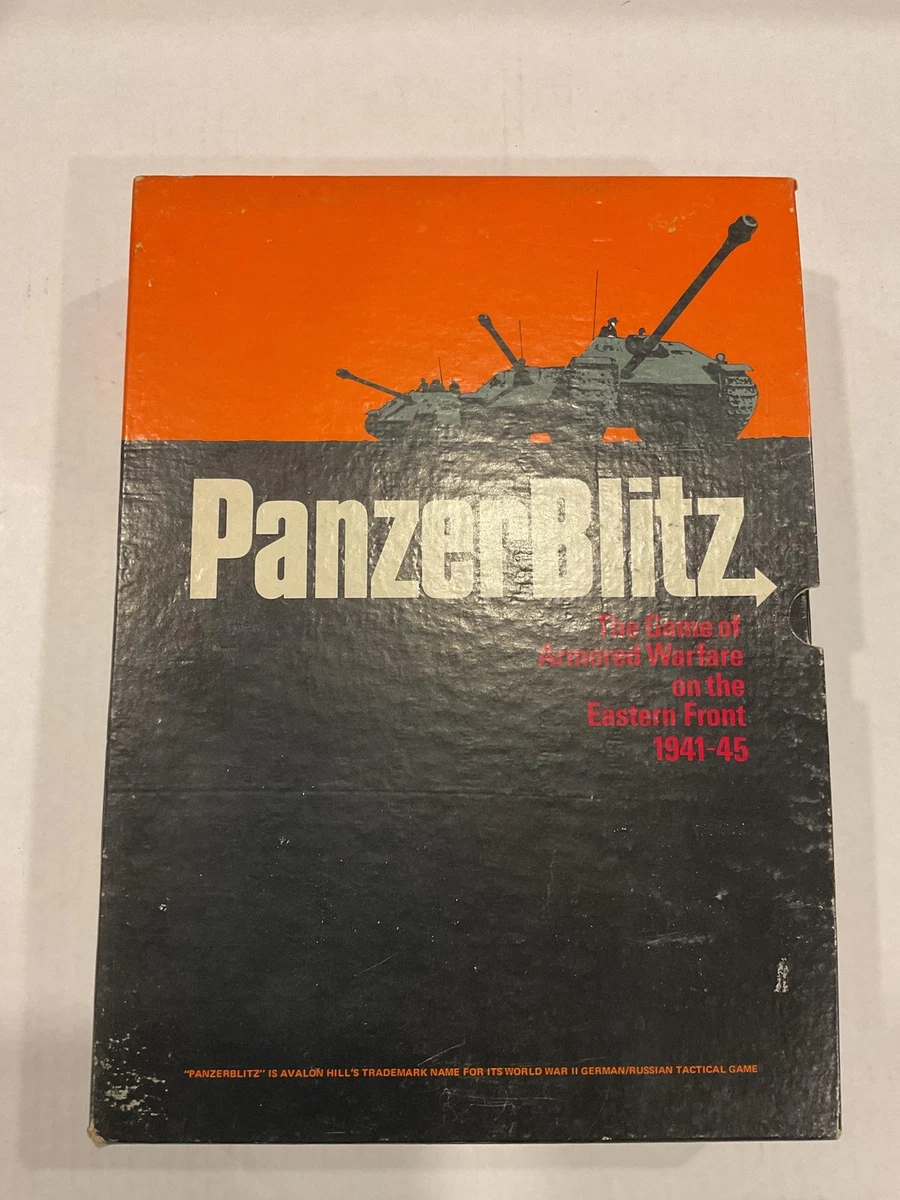 PanzerBlitz
The Game of
Armored Warfare
on the
Eastern Front
1941-45
"PANZERBLITZ" IS AVALON HILL'S TRADEMARK NAME FOR ITS WORLD WAR II GERMAN/RUSSIAN TACTICAL GAME